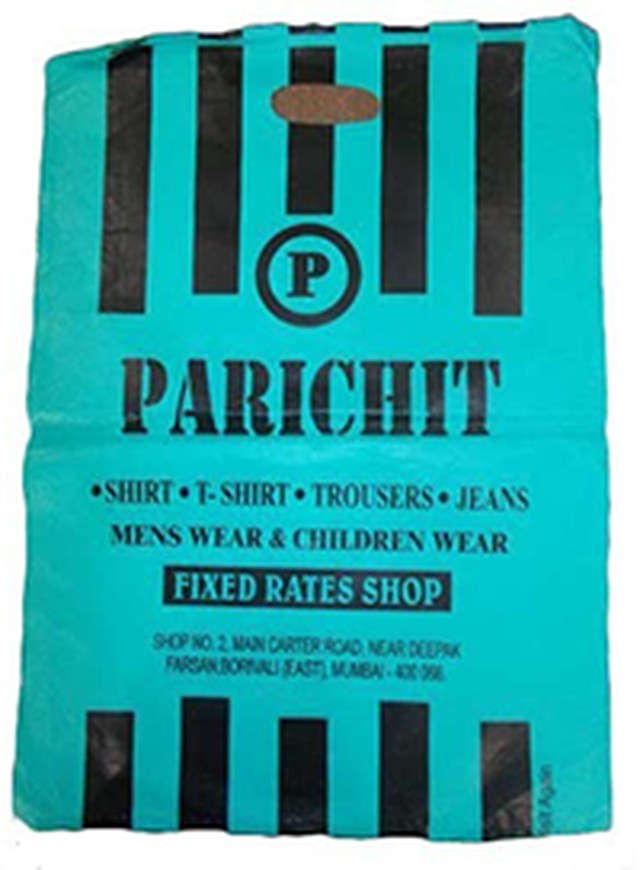 P
PARICHIT
•SHIRT • T- SHIRT • TROUSERS • JEANS
MENS WEAR & CHILDREN WEAR
FIXED RATES SHOP
SHOP NO. 2, MAIN CARTER ROAD, NEAR DEEPAK
FARSAN,BORIVALI (EAST), MUMBAI - 400 066.
Again